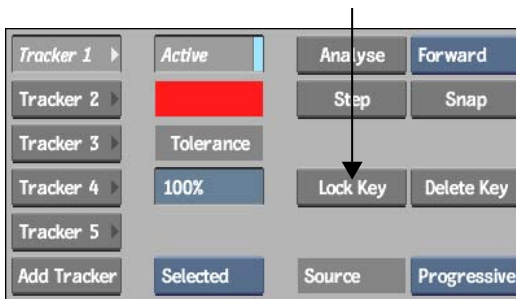 Tracker 1 Active Analyse Forward
Tracker 2 Step Snap
Tracker 3 Tolerance
Tracker 4 100% Lock Key Delete Key
Tracker 5
Add Tracker Selected Source Progressive